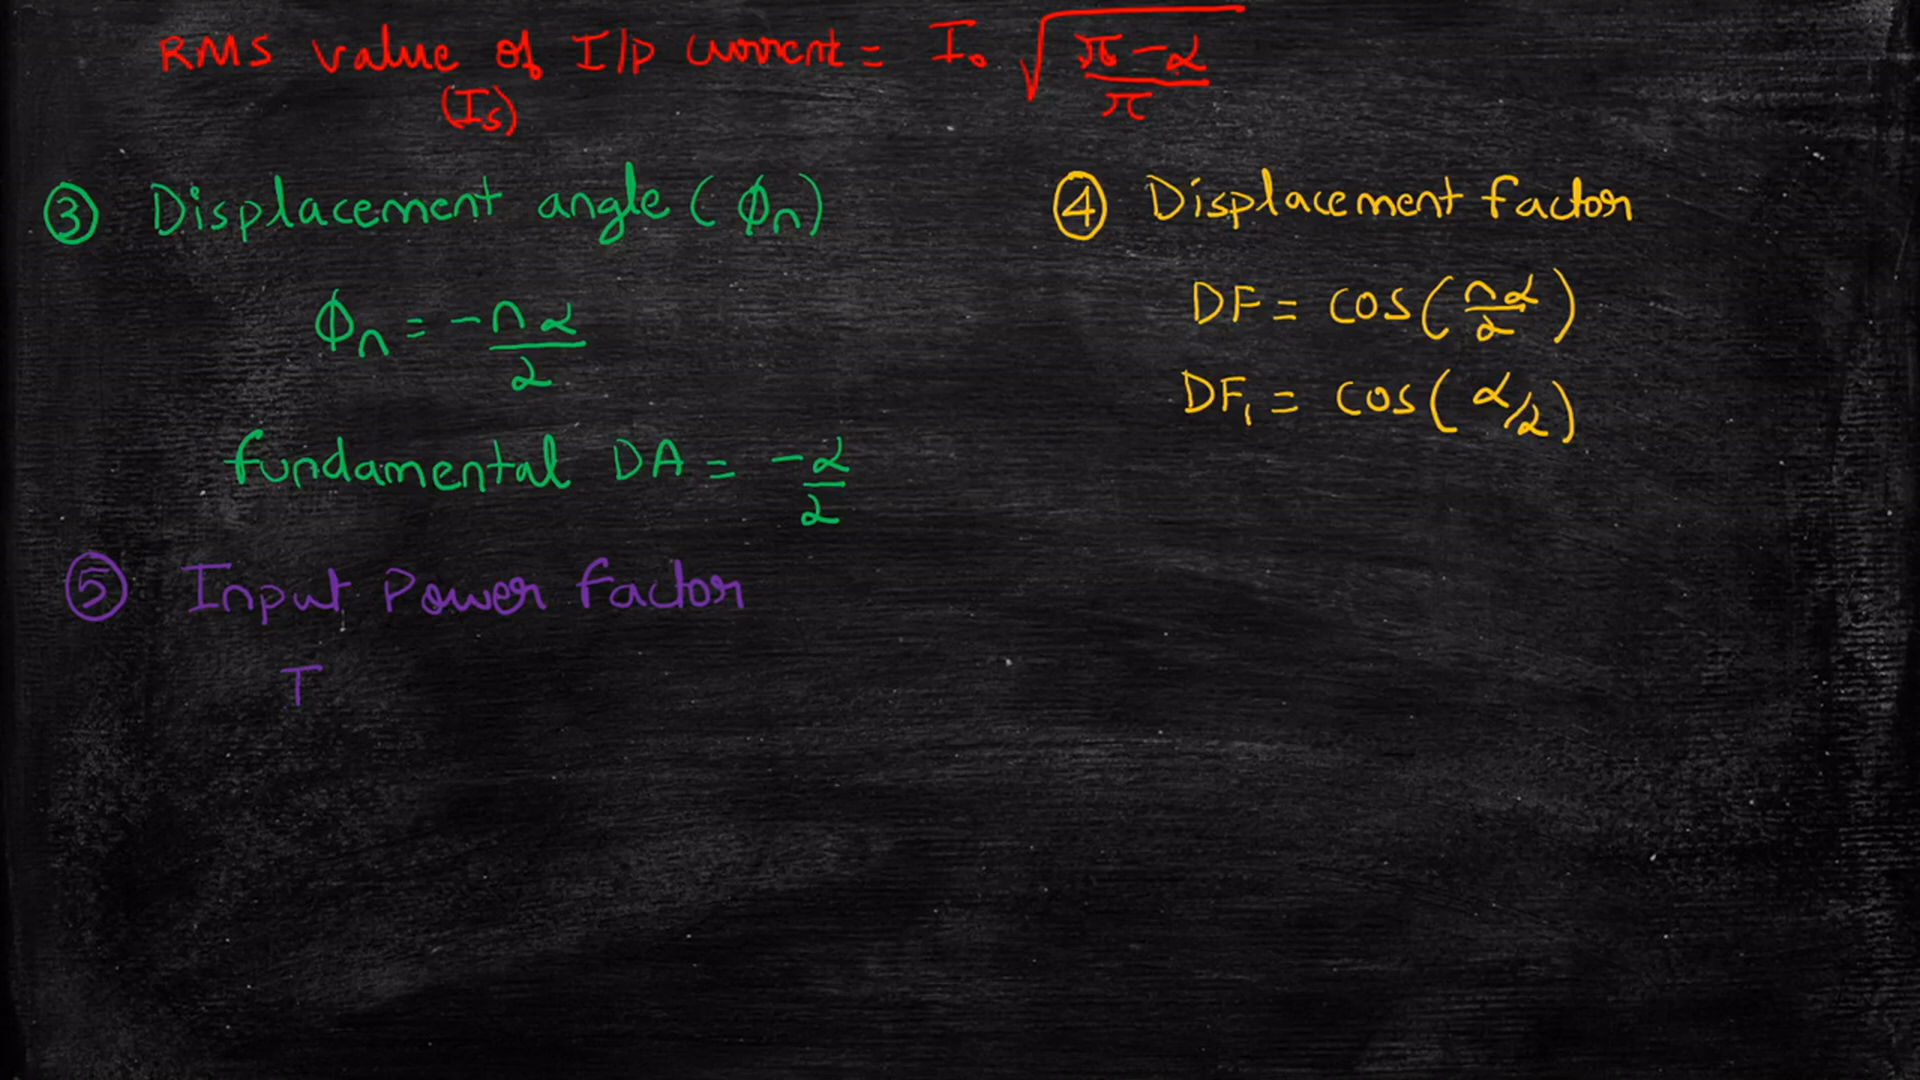 RMS value of I/P current = I₀ √((π-α)/π)
(Is)
③ Displacement angle (ϕn)
ϕn = -nα/2
fundamental DA = -α/2
④ Displacement factor
DF = cos(nα/2)
DF₁ = cos(α/2)
⑤ Input Power factor
I